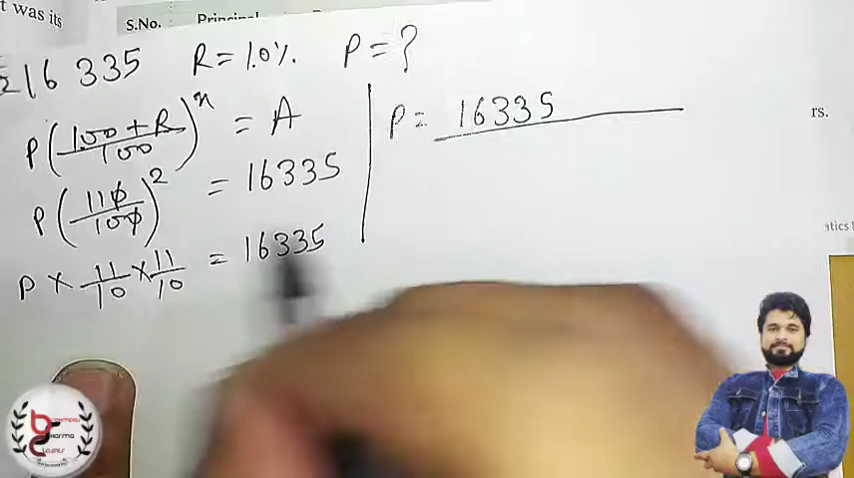 t was its
S.No. Principal
16 335 R = 10%. P = ?
P(100 + R / 100)^n = A
P(110 / 100)^2 = 16335
P × 11/10 × 11/10 = 16335
P = 16335
rs.
atics